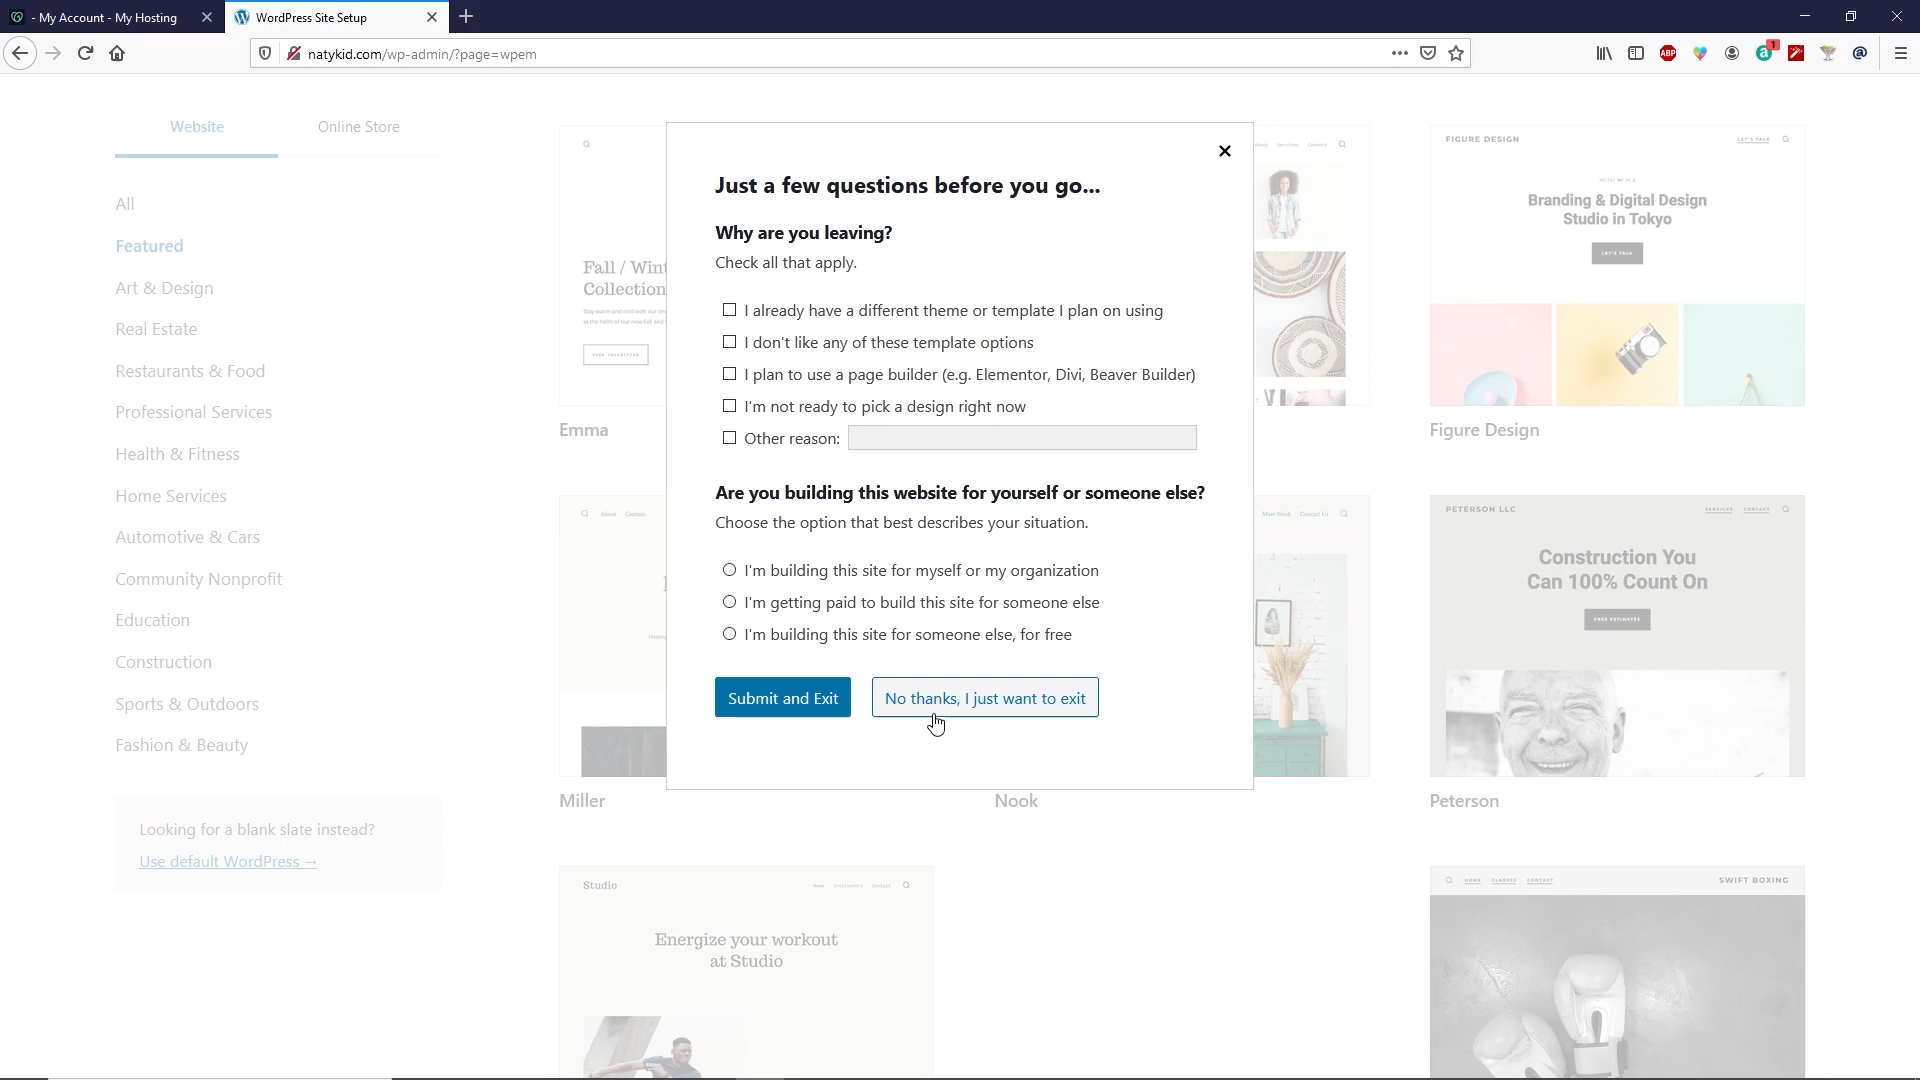 - My Account - My Hosting
WordPress Site Setup
natykid.com/wp-admin/?page=wpem
ABP
1
Website
Online Store
All
Featured
Art & Design
Real Estate
Restaurants & Food
Professional Services
Health & Fitness
Home Services
Automotive & Cars
Community Nonprofit
Education
Construction
Sports & Outdoors
Fashion & Beauty
Looking for a blank slate instead?
Use default WordPress →
Just a few questions before you go...
Why are you leaving?
Check all that apply.
I already have a different theme or template I plan on using
I don't like any of these template options
I plan to use a page builder (e.g. Elementor, Divi, Beaver Builder)
I'm not ready to pick a design right now
Other reason:
Are you building this website for yourself or someone else?
Choose the option that best describes your situation.
I'm building this site for myself or my organization
I'm getting paid to build this site for someone else
I'm building this site for someone else, for free
Submit and Exit
No thanks, I just want to exit
Fall / Wint
Collection
VIEW COLLECTION
Emma
About Services Connect
FIGURE DESIGN
LET'S TALK
Branding & Digital Design
Studio in Tokyo
LET'S TALK
Figure Design
About Contact
Miller
Meet Nook Contact Us
Nook
PETERSON LLC
SERVICES CONTACT
Construction You
Can 100% Count On
FREE ESTIMATES
Peterson
Studio
Home Instructors Contact
Energize your workout
at Studio
HOME CLASSES CONTACT
SWIFT BOXING